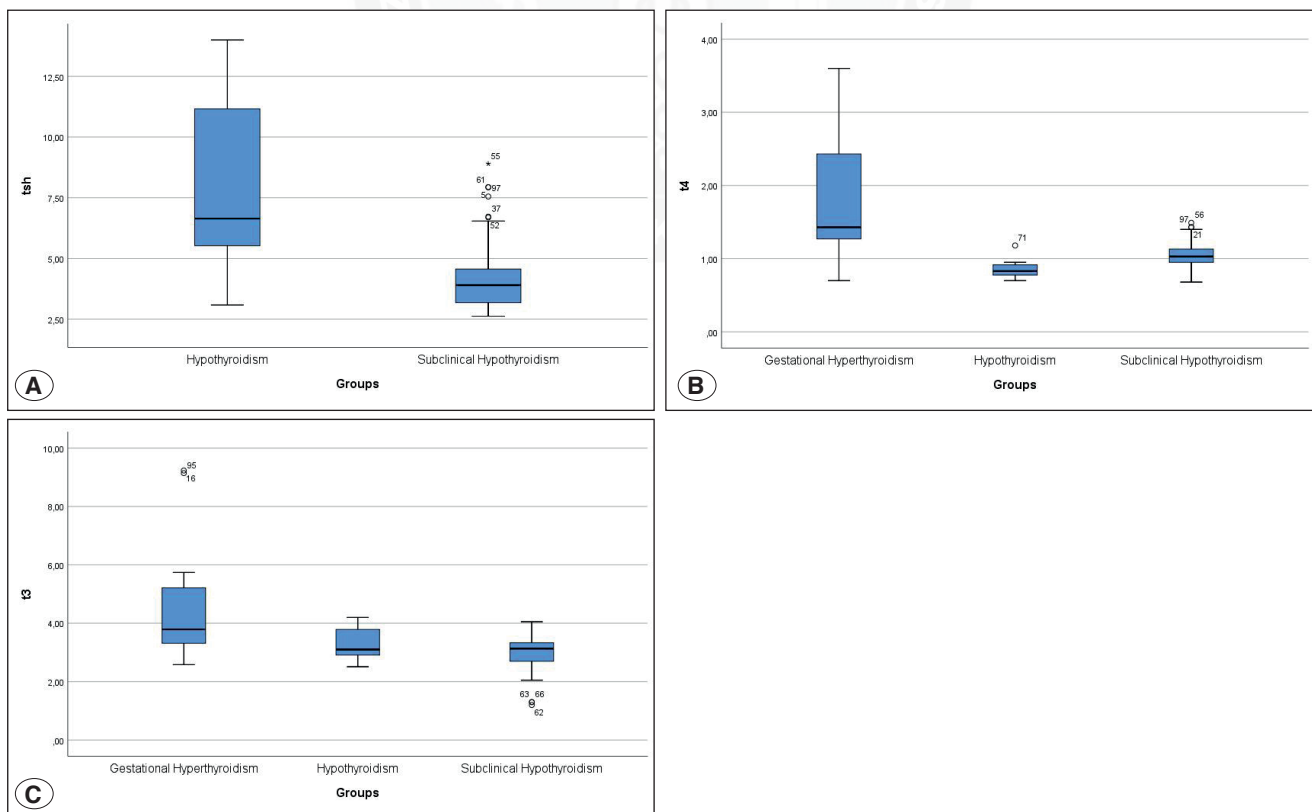 tsh
12,50
10,00
7,50
5,00
2,50
55
61
97
5
37
52
Hypothyroidism
Subclinical Hypothyroidism
Groups
A
t4
4,00
3,00
2,00
1,00
,00
71
97
56
21
Gestational Hyperthyroidism
Hypothyroidism
Subclinical Hypothyroidism
Groups
B
t3
10,00
8,00
6,00
4,00
2,00
,00
95
16
63
66
62
Gestational Hyperthyroidism
Hypothyroidism
Subclinical Hypothyroidism
Groups
C